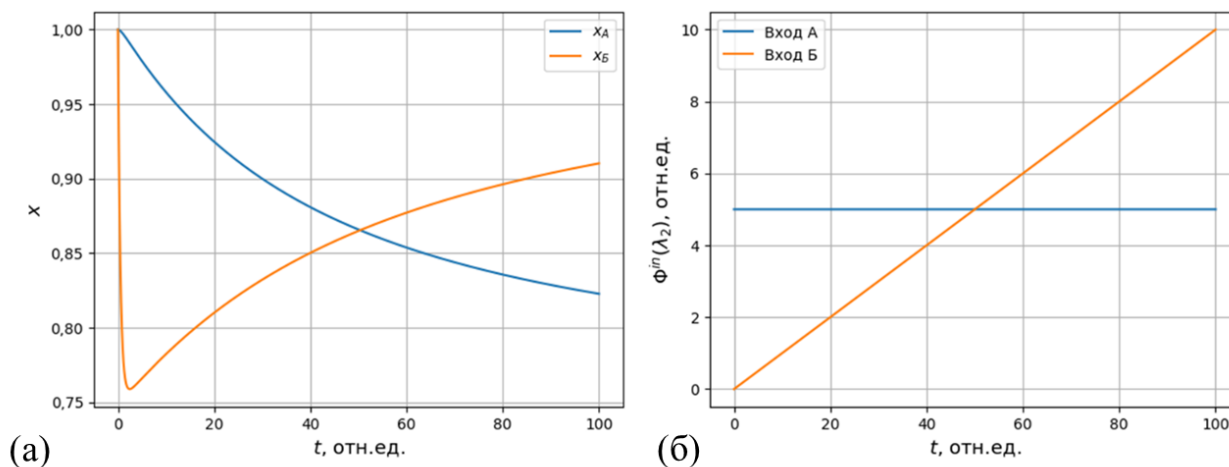 1,00
0,95
0,90
0,85
0,80
0,75
x
0 20 40 60 80 100
t, отн.ед.
x_А
x_Б
(а)
10
8
6
4
2
0
Φ^in(λ_2), отн.ед.
0 20 40 60 80 100
t, отн.ед.
Вход А
Вход Б
(б)